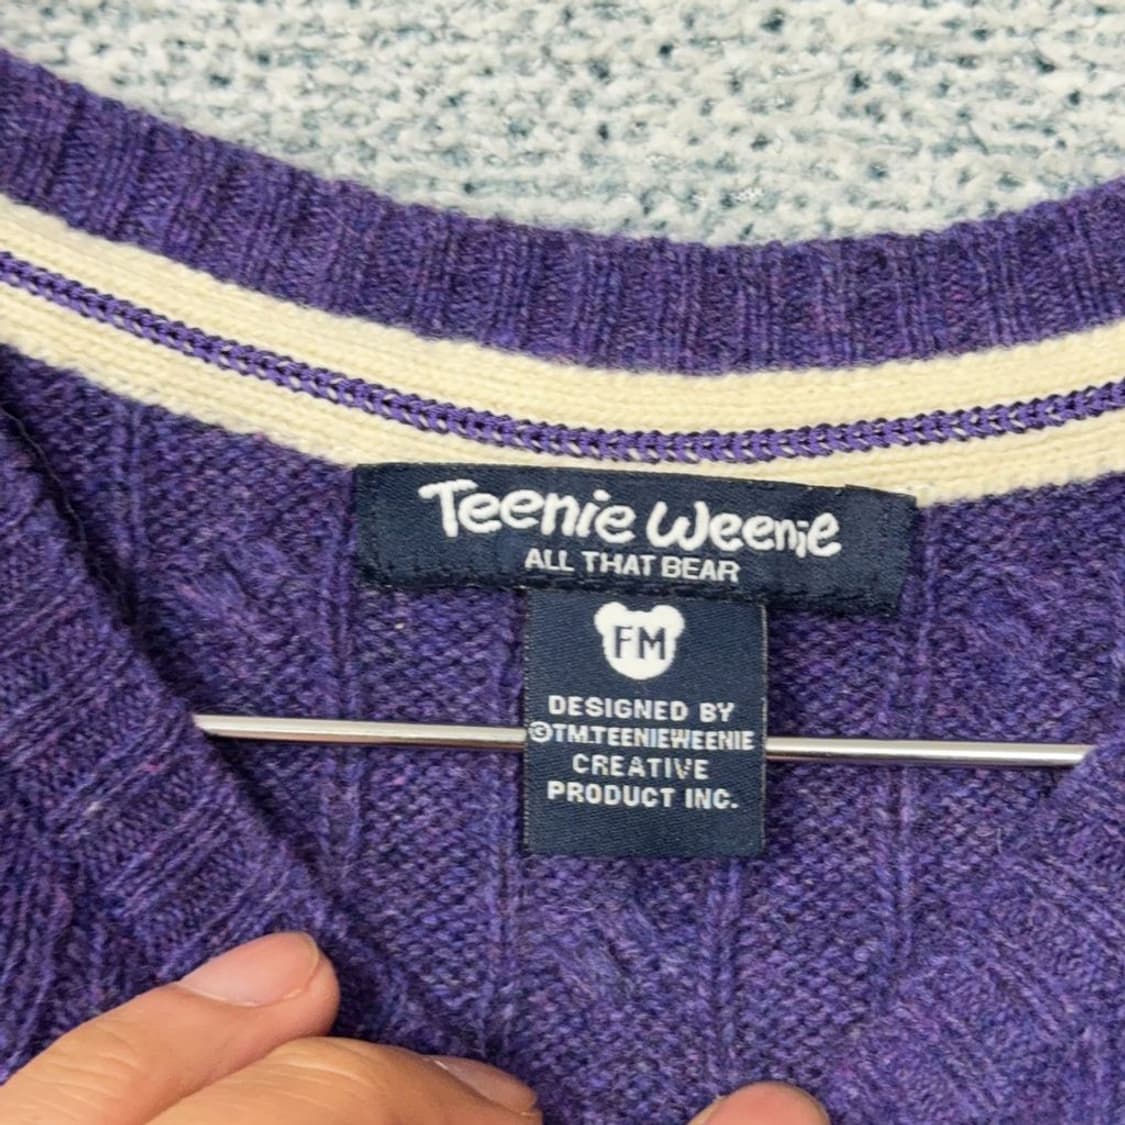 Teenie Weenie
ALL THAT BEAR
FM
DESIGNED BY
©TM.TEENIEWEENIE
CREATIVE
PRODUCT INC.